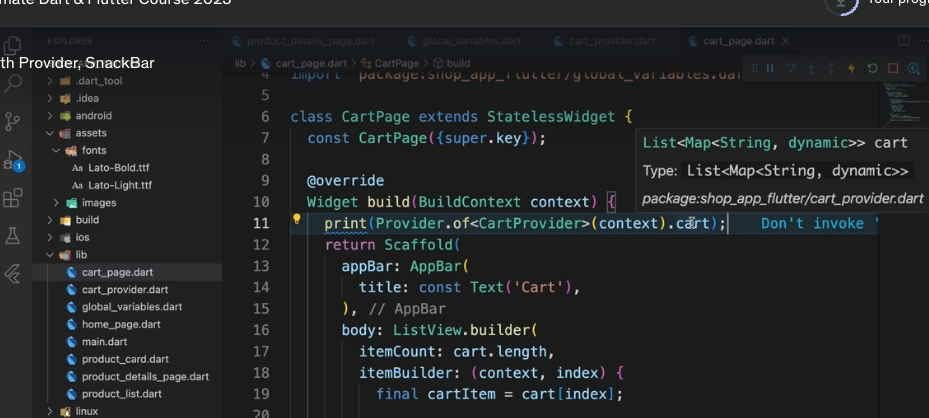 mate Dart & Flutter Course 2023
Your prog
th Provider, SnackBar
EXPLORER
product_details_page.dart
global_variables.dart
cart_provider.dart
cart_page.dart
lib > cart_page.dart > CartPage > build
.dart_tool
.idea
android
assets
fonts
Lato-Bold.ttf
Lato-Light.ttf
images
build
ios
lib
cart_page.dart
cart_provider.dart
global_variables.dart
home_page.dart
main.dart
product_card.dart
product_details_page.dart
product_list.dart
linux
1
4 import 'package:shop_app_flutter/global_variables.dar
5
6 class CartPage extends StatelessWidget {
7 const CartPage({super.key});
8
9 @override
10 Widget build(BuildContext context) {
11 print(Provider.of<CartProvider>(context).cart); Don't invoke '
12 return Scaffold(
13 appBar: AppBar(
14 title: const Text('Cart'),
15 ), // AppBar
16 body: ListView.builder(
17 itemCount: cart.length,
18 itemBuilder: (context, index) {
19 final cartItem = cart[index];
20
List<Map<String, dynamic>> cart
Type: List<Map<String, dynamic>>
package:shop_app_flutter/cart_provider.dart